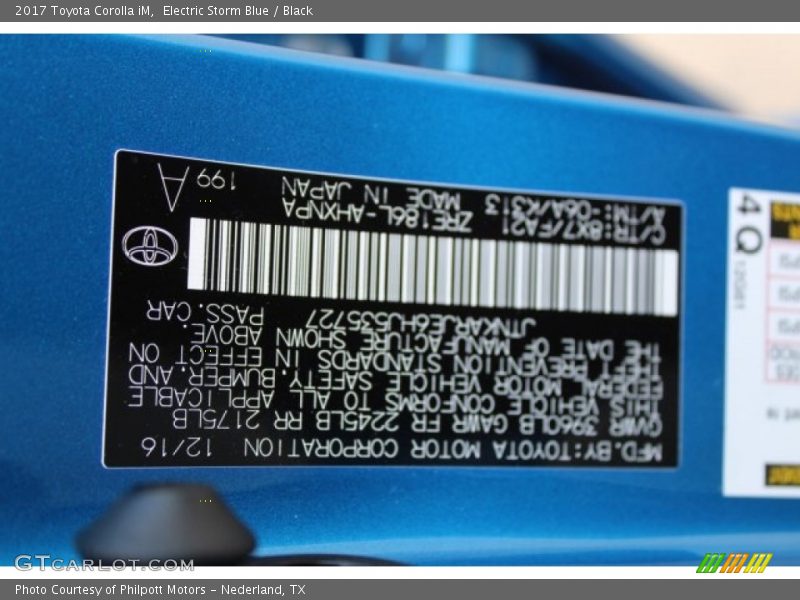 2017 Toyota Corolla iM, Electric Storm Blue / Black
MFD.BY:TOYOTA MOTOR CORPORATION 12/16
GVWR 3960LB GAWR FR 2245LB RR 2175LB
THIS VEHICLE CONFORMS TO ALL APPLICABLE
FEDERAL MOTOR VEHICLE SAFETY,BUMPER,AND
THEFT PREVENTION STANDARDS IN EFFECT ON
THE DATE OF MANUFACTURE SHOWN ABOVE.
JTNKARJE6HJ535727 PASS.CAR
C/TR:8X7/FA21 ZRE186L-AHXNPA
A/TM:-06A/K313 MADE IN JAPAN
199
A
4Q
GTCARLOT.COM
Photo Courtesy of Philpott Motors - Nederland, TX